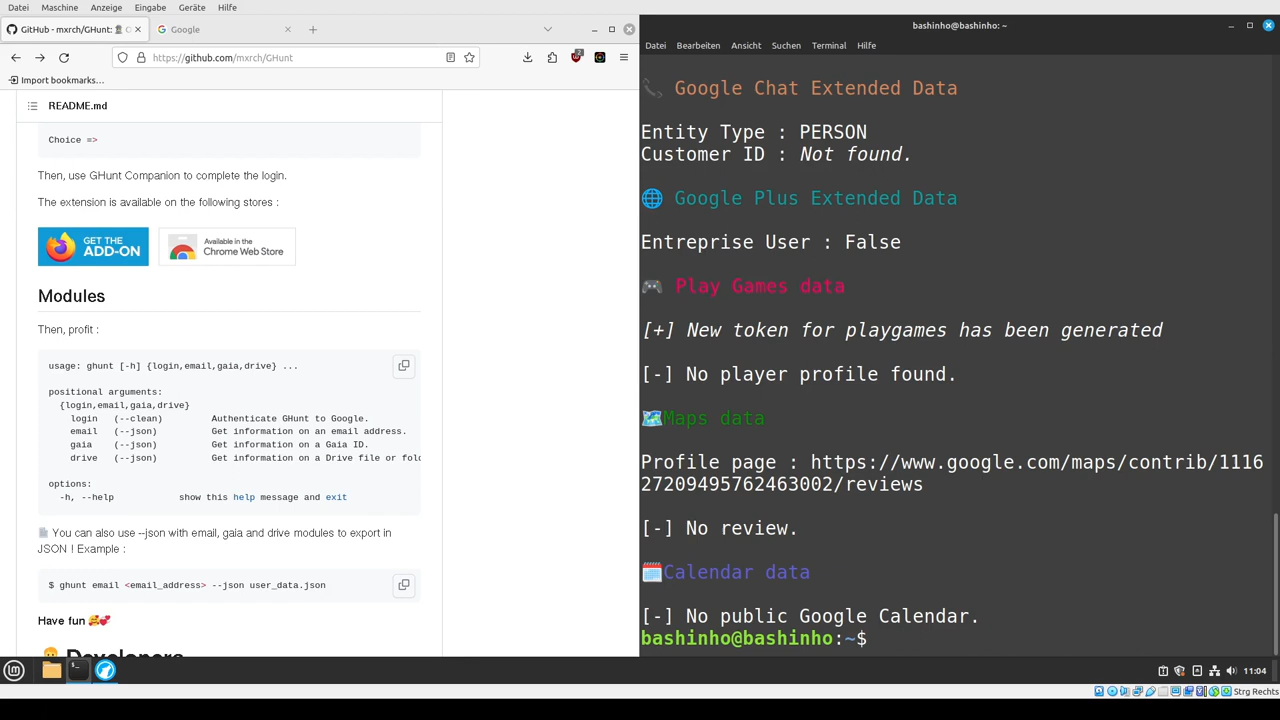 Datei Maschine Anzeige Eingabe Geräte Hilfe
GitHub - mxrch/GHunt:
Google
https://github.com/mxrch/GHunt
7
Import bookmarks…
README.md
Choice =>
Then, use GHunt Companion to complete the login.
The extension is available on the following stores :
GET THE
ADD-ON
Available in the
Chrome Web Store
Modules
Then, profit :
usage: ghunt [-h] {login,email,gaia,drive} ...
positional arguments:
{login,email,gaia,drive}
login (--clean) Authenticate GHunt to Google.
email (--json) Get information on an email address.
gaia (--json) Get information on a Gaia ID.
drive (--json) Get information on a Drive file or fold
options:
-h, --help show this help message and exit
You can also use --json with email, gaia and drive modules to export in
JSON ! Example :
$ ghunt email <email_address> --json user_data.json
Have fun 🥰💞
Developers
bashinho@bashinho: ~
Datei Bearbeiten Ansicht Suchen Terminal Hilfe
Google Chat Extended Data
Entity Type : PERSON
Customer ID : Not found.
Google Plus Extended Data
Entreprise User : False
Play Games data
[+] New token for playgames has been generated
[-] No player profile found.
Maps data
Profile page : https://www.google.com/maps/contrib/1116
27209495762463002/reviews
[-] No review.
Calendar data
[-] No public Google Calendar.
bashinho@bashinho:~$
11:04
Strg Rechts